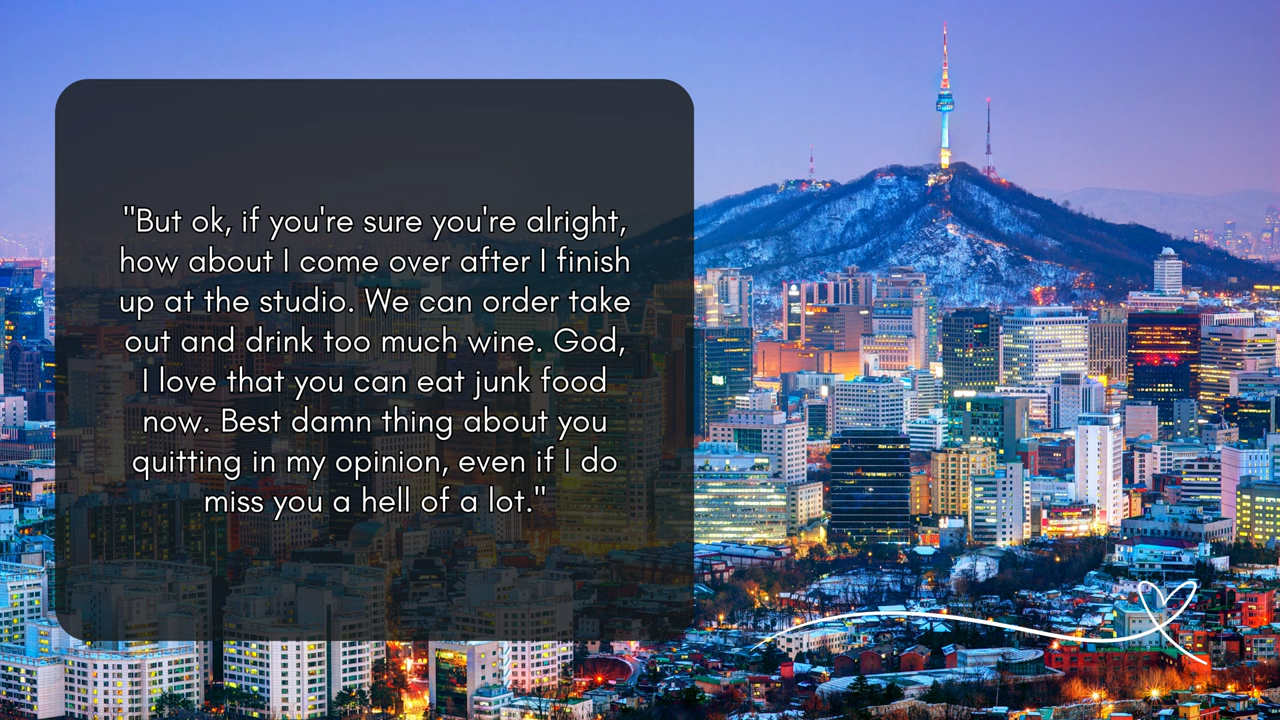 "But ok, if you're sure you're alright,
how about I come over after I finish
up at the studio. We can order take
out and drink too much wine. God,
I love that you can eat junk food
now. Best damn thing about you
quitting in my opinion, even if I do
miss you a hell of a lot."